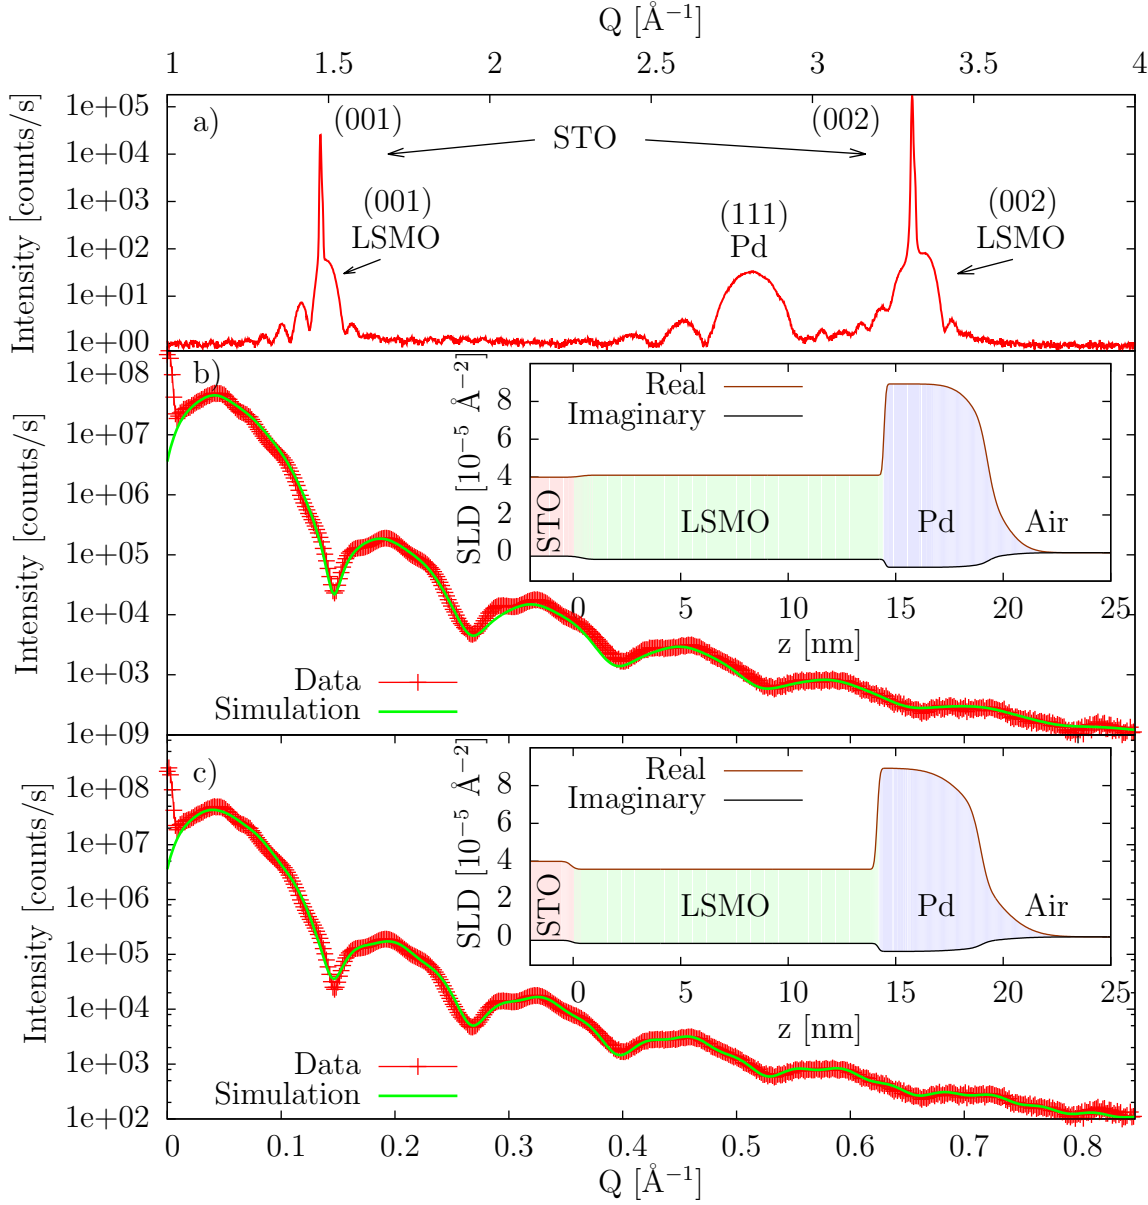 Q [Å⁻¹]
1 1.5 2 2.5 3 3.5 4
Intensity [counts/s]
1e+05
1e+04
1e+03
1e+02
1e+01
1e+00
a)
(001)
STO
(002)
(001)
LSMO
(111)
Pd
(002)
LSMO
Intensity [counts/s]
1e+08
1e+07
1e+06
1e+05
1e+04
1e+03
1e+09
b)
Data
Simulation
SLD [10⁻⁵ Å⁻²]
8
6
4
2
0
Real
Imaginary
STO
LSMO
Pd
Air
0 5 10 15 20 25
z [nm]
Intensity [counts/s]
1e+08
1e+07
1e+06
1e+05
1e+04
1e+03
1e+02
c)
Data
Simulation
SLD [10⁻⁵ Å⁻²]
8
6
4
2
0
Real
Imaginary
STO
LSMO
Pd
Air
0 5 10 15 20 25
z [nm]
0 0.1 0.2 0.3 0.4 0.5 0.6 0.7 0.8
Q [Å⁻¹]